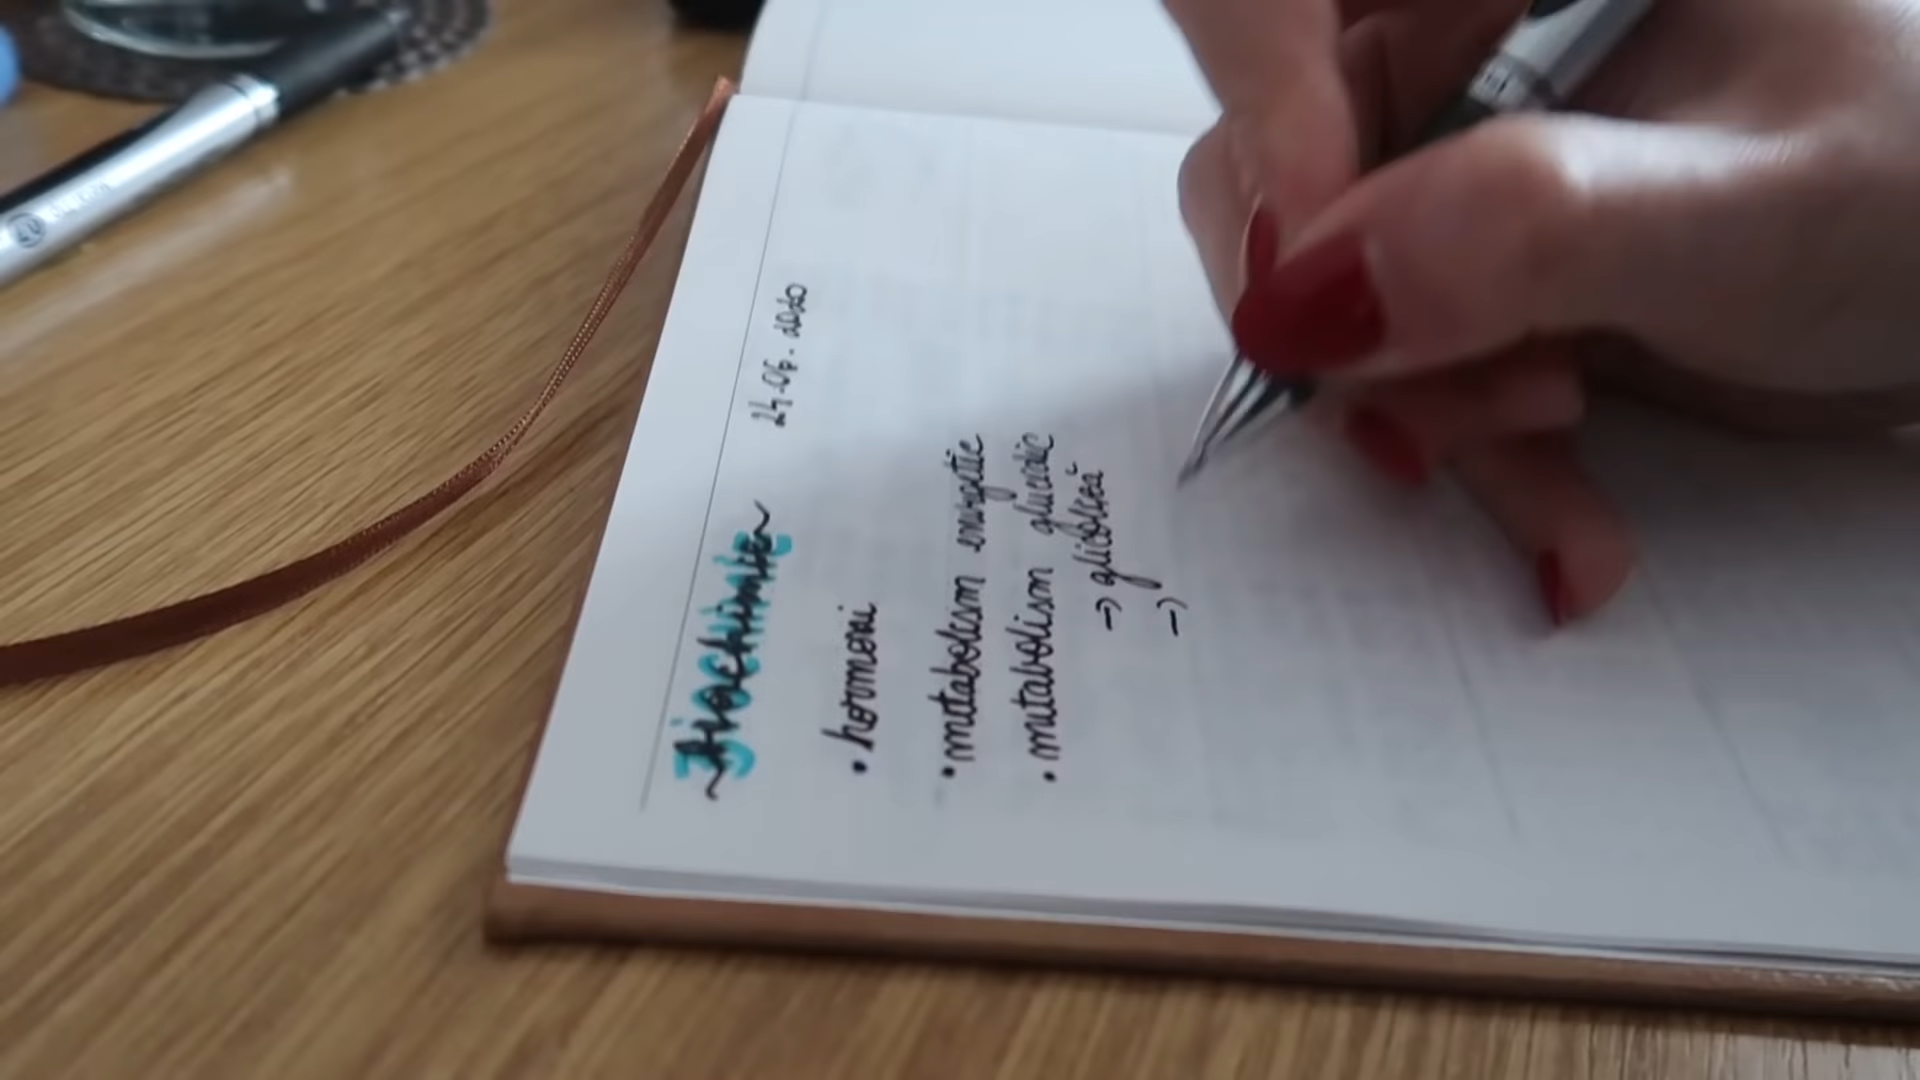 ~Biochimie~ 24.06.2020
• hormoni
• metabolism energetic
• metabolism glucidic
→ glicoliză
→